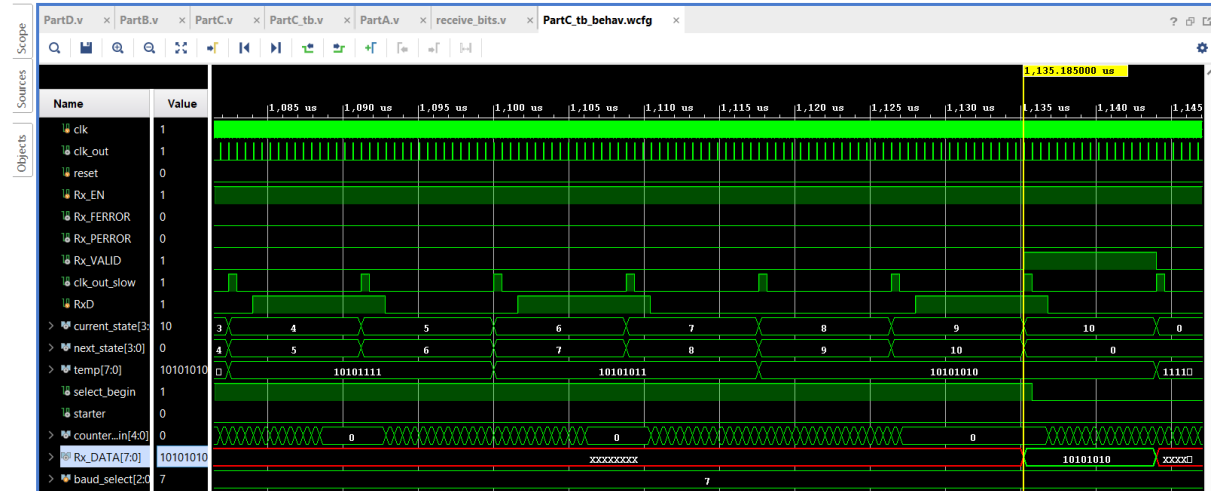 PartD.v × PartB.v × PartC.v × PartC_tb.v × PartA.v × receive_bits.v × PartC_tb_behav.wcfg ×
Scope
Sources
Objects
1,135.185000 us
Name Value 1,085 us 1,090 us 1,095 us 1,100 us 1,105 us 1,110 us 1,115 us 1,120 us 1,125 us 1,130 us 1,135 us 1,140 us 1,145
clk 1
clk_out 1
reset 0
Rx_EN 1
Rx_FERROR 0
Rx_PERROR 0
Rx_VALID 1
clk_out_slow 1
RxD 1
current_state[3: 10 3 4 5 6 7 8 9 10 0
next_state[3:0] 0 4 5 6 7 8 9 10 0
temp[7:0] 10101010 10101111 10101011 10101010 1111
select_begin 1
starter 0
counter...in[4:0] 0 0 0 0
Rx_DATA[7:0] 10101010 xxxxxxxx 10101010 xxxx
baud_select[2:0 7 7